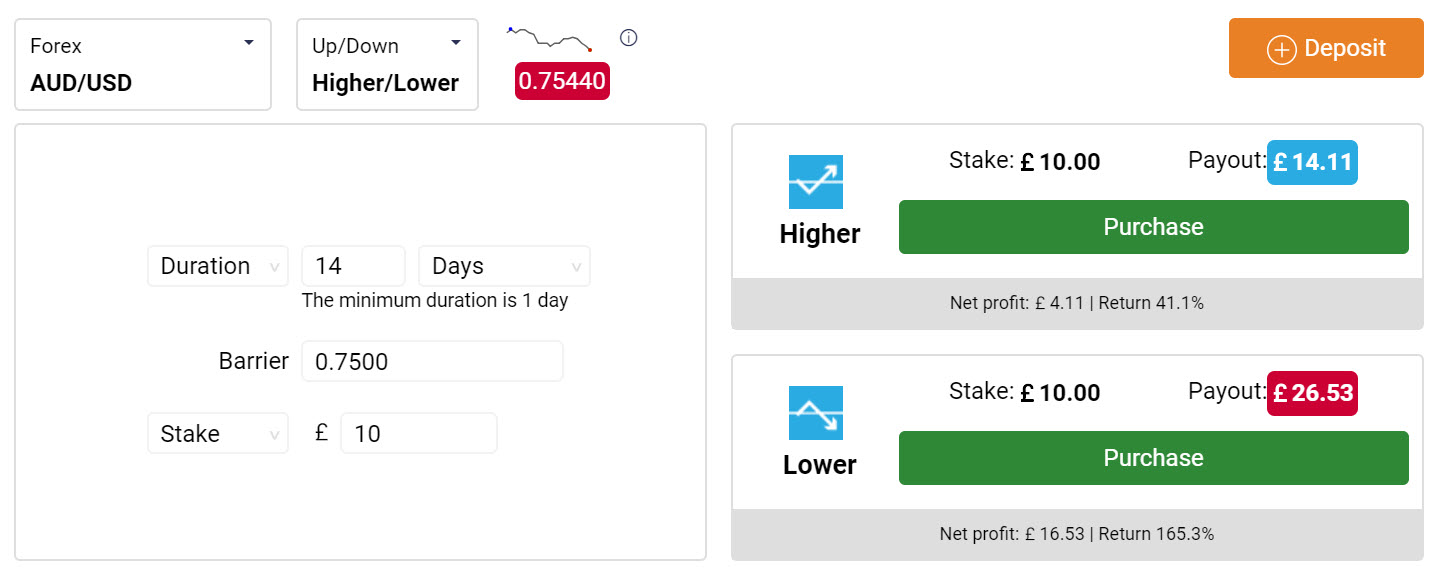 Forex
AUD/USD
Up/Down
Higher/Lower
0.75440
Deposit
Duration 14 Days
The minimum duration is 1 day
Barrier 0.7500
Stake £ 10
Higher
Stake: £ 10.00 Payout: £ 14.11
Purchase
Net profit: £ 4.11 | Return 41.1%
Lower
Stake: £ 10.00 Payout: £ 26.53
Purchase
Net profit: £ 16.53 | Return 165.3%